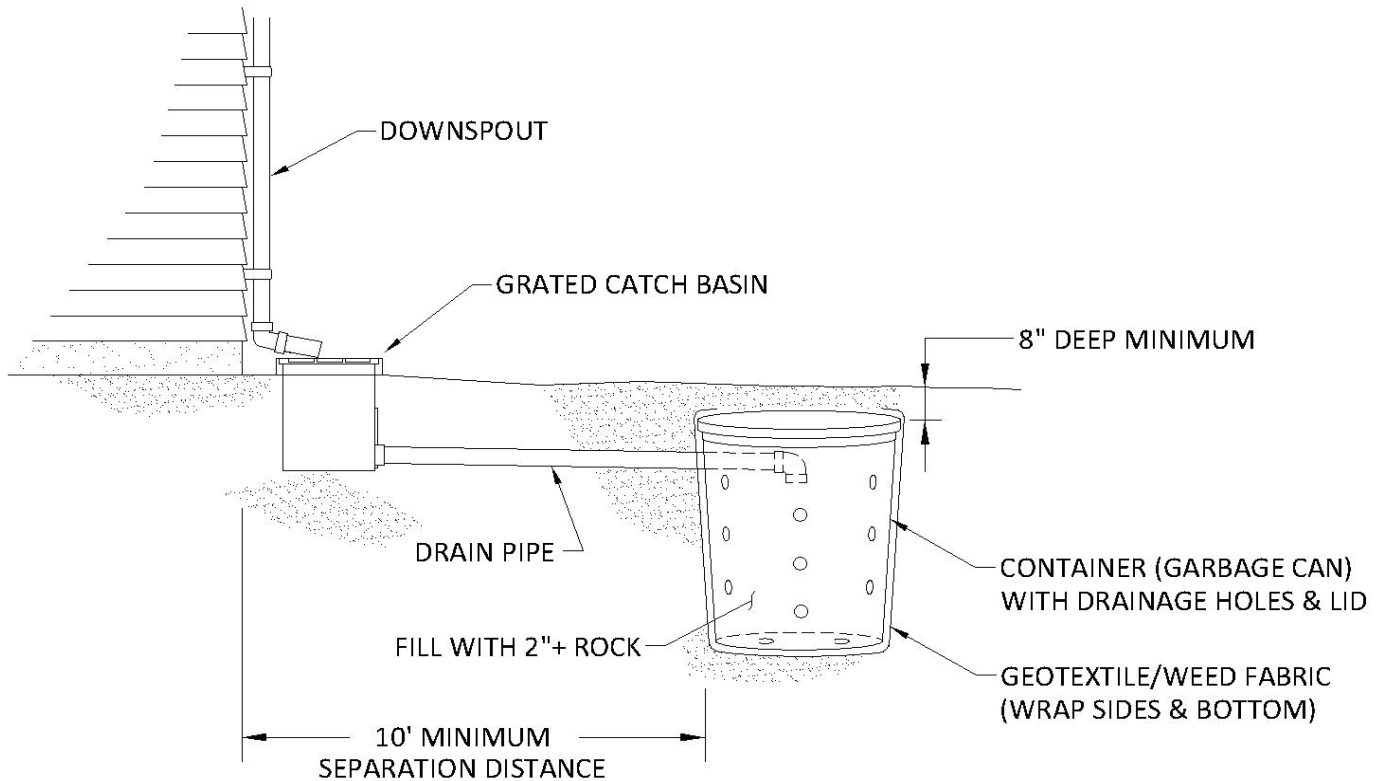 DOWNSPOUT
GRATED CATCH BASIN
8" DEEP MINIMUM
DRAIN PIPE
CONTAINER (GARBAGE CAN)
WITH DRAINAGE HOLES & LID
FILL WITH 2"+ ROCK
GEOTEXTILE/WEED FABRIC
(WRAP SIDES & BOTTOM)
10' MINIMUM
SEPARATION DISTANCE